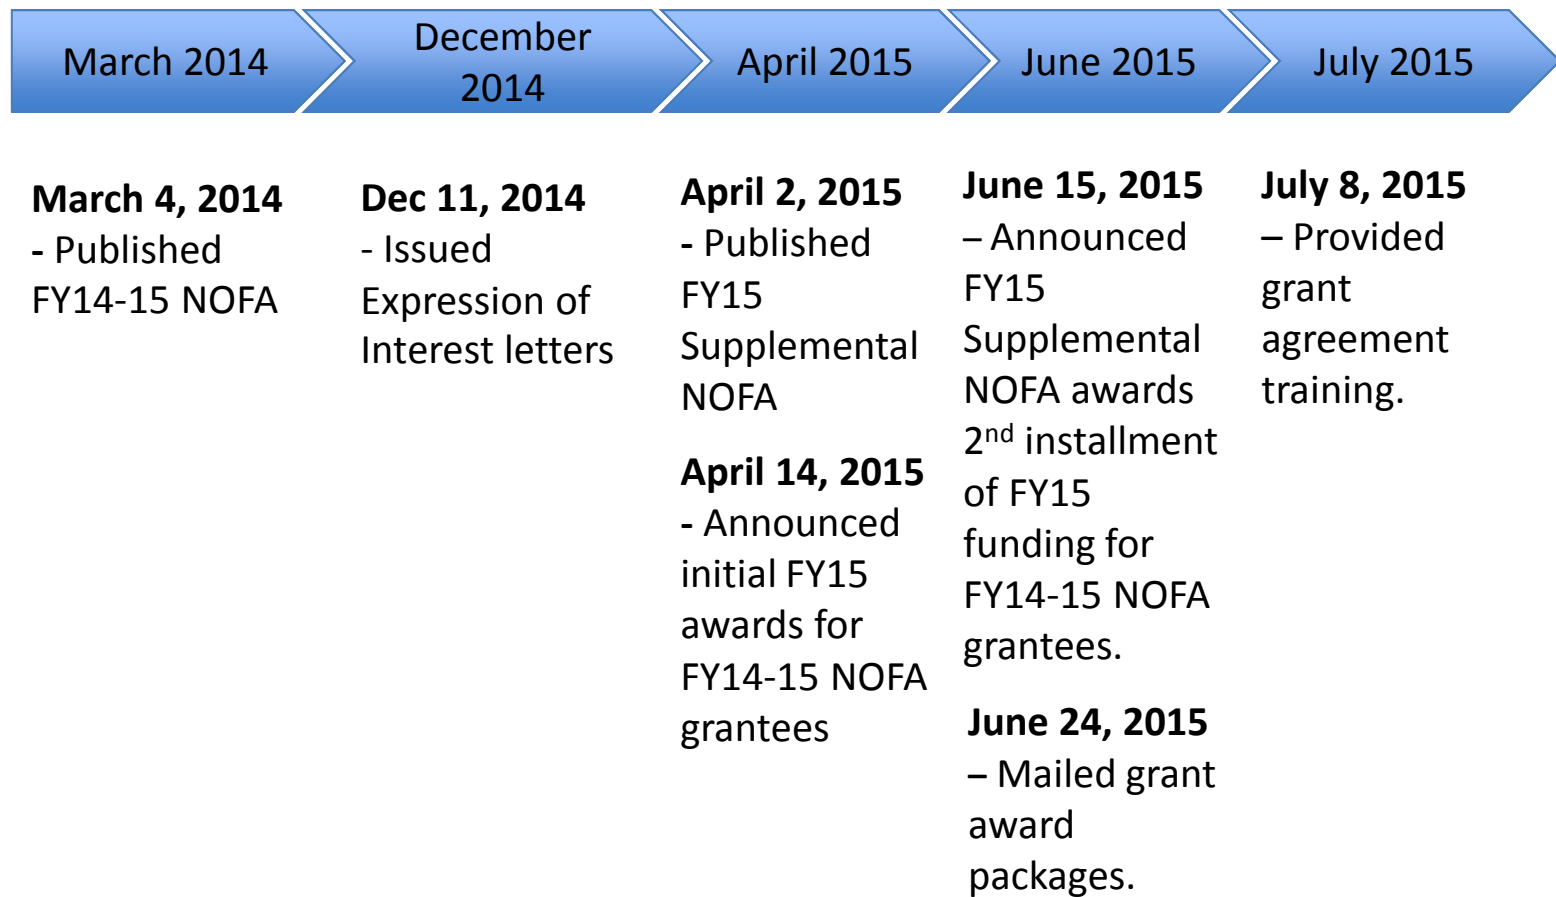 March 2014
December
2014
April 2015
June 2015
July 2015
March 4, 2014
- Published
FY14-15 NOFA
Dec 11, 2014
- Issued
Expression of
Interest letters
April 2, 2015
- Published
FY15
Supplemental
NOFA
April 14, 2015
- Announced
initial FY15
awards for
FY14-15 NOFA
grantees
June 15, 2015
– Announced
FY15
Supplemental
NOFA awards
2nd installment
of FY15
funding for
FY14-15 NOFA
grantees.
June 24, 2015
– Mailed grant
award
packages.
July 8, 2015
– Provided
grant
agreement
training.